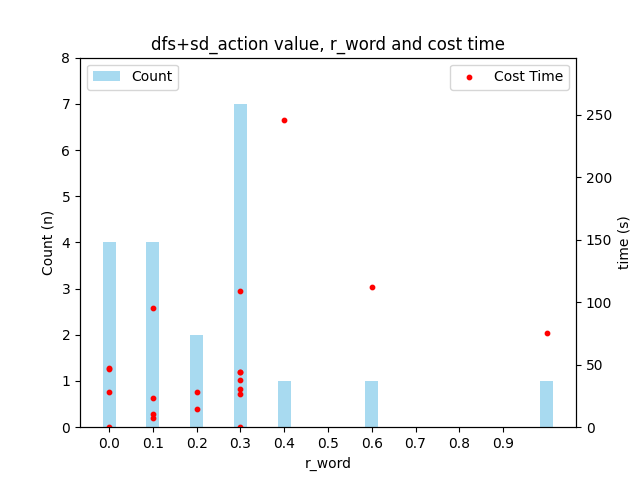 dfs+sd_action value, r_word and cost time
Count
Cost Time
Count (n)
8
7
6
5
4
3
2
1
0
250
200
150
100
50
0
time (s)
0.0 0.1 0.2 0.3 0.4 0.5 0.6 0.7 0.8 0.9
r_word